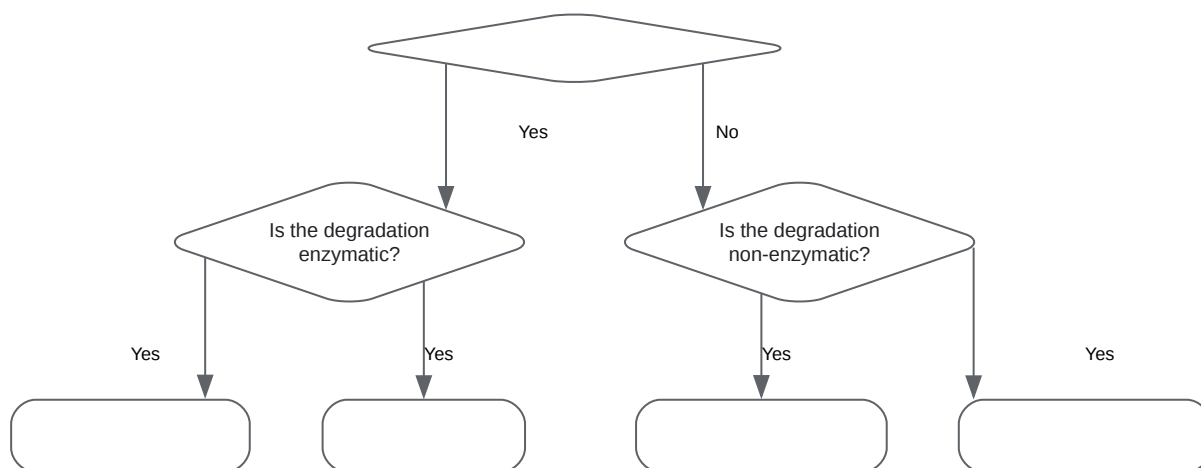 Yes
No
Is the degradation
enzymatic?
Is the degradation
non-enzymatic?
Yes
Yes
Yes
Yes